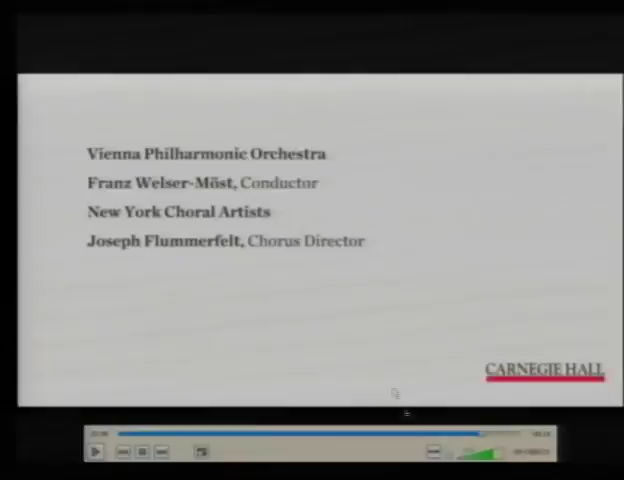 Vienna Philharmonic Orchestra
Franz Welser-Möst, Conductor
New York Choral Artists
Joseph Flummerfelt, Chorus Director
CARNEGIE HALL